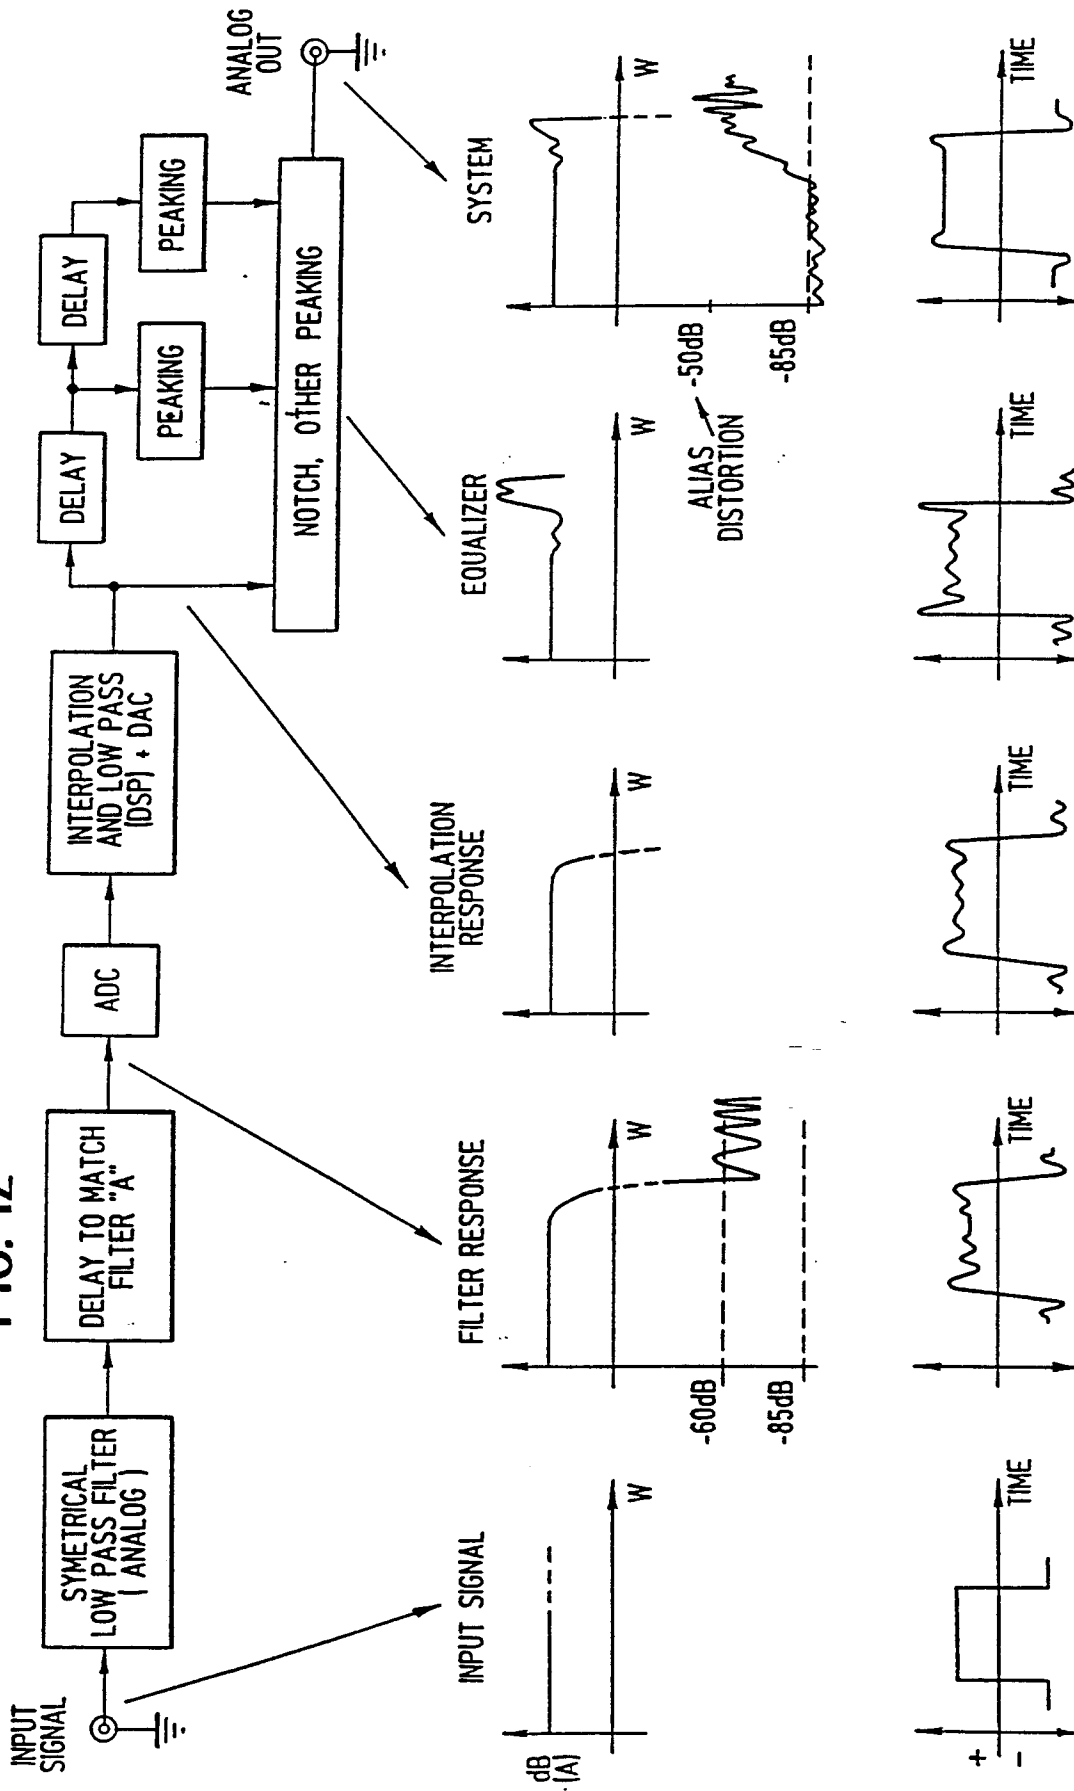 FIG. 12
INPUT
SIGNAL
SYMETRICAL
LOW PASS FILTER
( ANALOG )
DELAY TO MATCH
FILTER "A"
ADC
INTERPOLATION
AND LOW PASS
(DSP) + DAC
DELAY
DELAY
PEAKING
PEAKING
NOTCH, OTHER PEAKING
ANALOG
OUT
INPUT SIGNAL
FILTER RESPONSE
INTERPOLATION
RESPONSE
EQUALIZER
SYSTEM
dB
(A)
W
-60dB
-85dB
W
W
W
ALIAS
DISTORTION
-50dB
-85dB
W
+
-
TIME
TIME
TIME
TIME
TIME